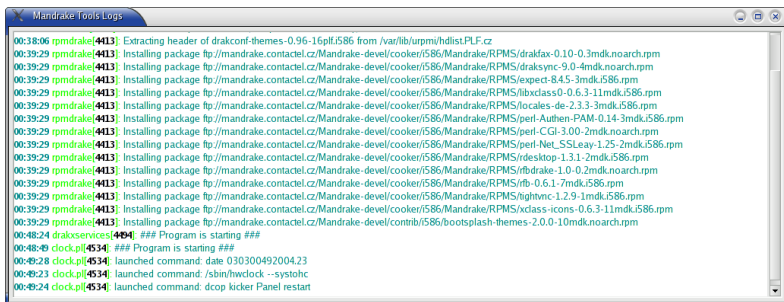 Mandrake Tools Logs
00:38:06 rpmdrake[4413]: Extracting header of drakconf-themes-0.96-16plf.i586 from /var/lib/urpmi/hdlist.PLF.cz
00:39:29 rpmdrake[4413]: Installing package ftp://mandrake.contactel.cz/Mandrake-devel/cooker/i586/Mandrake/RPMS/drakfax-0.10-0.3mdk.noarch.rpm
00:39:29 rpmdrake[4413]: Installing package ftp://mandrake.contactel.cz/Mandrake-devel/cooker/i586/Mandrake/RPMS/draksync-9.0-4mdk.noarch.rpm
00:39:29 rpmdrake[4413]: Installing package ftp://mandrake.contactel.cz/Mandrake-devel/cooker/i586/Mandrake/RPMS/expect-8.4.5-3mdk.i586.rpm
00:39:29 rpmdrake[4413]: Installing package ftp://mandrake.contactel.cz/Mandrake-devel/cooker/i586/Mandrake/RPMS/libxclass0-0.6.3-11mdk.i586.rpm
00:39:29 rpmdrake[4413]: Installing package ftp://mandrake.contactel.cz/Mandrake-devel/cooker/i586/Mandrake/RPMS/locales-de-2.3.3-3mdk.i586.rpm
00:39:29 rpmdrake[4413]: Installing package ftp://mandrake.contactel.cz/Mandrake-devel/cooker/i586/Mandrake/RPMS/perl-Authen-PAM-0.14-3mdk.i586.rpm
00:39:29 rpmdrake[4413]: Installing package ftp://mandrake.contactel.cz/Mandrake-devel/cooker/i586/Mandrake/RPMS/perl-CGI-3.00-2mdk.noarch.rpm
00:39:29 rpmdrake[4413]: Installing package ftp://mandrake.contactel.cz/Mandrake-devel/cooker/i586/Mandrake/RPMS/perl-Net_SSLeay-1.25-2mdk.i586.rpm
00:39:29 rpmdrake[4413]: Installing package ftp://mandrake.contactel.cz/Mandrake-devel/cooker/i586/Mandrake/RPMS/rdesktop-1.3.1-2mdk.i586.rpm
00:39:29 rpmdrake[4413]: Installing package ftp://mandrake.contactel.cz/Mandrake-devel/cooker/i586/Mandrake/RPMS/rfbdrake-1.0-0.2mdk.noarch.rpm
00:39:29 rpmdrake[4413]: Installing package ftp://mandrake.contactel.cz/Mandrake-devel/cooker/i586/Mandrake/RPMS/rfb-0.6.1-7mdk.i586.rpm
00:39:29 rpmdrake[4413]: Installing package ftp://mandrake.contactel.cz/Mandrake-devel/cooker/i586/Mandrake/RPMS/tightvnc-1.2.9-1mdk.i586.rpm
00:39:29 rpmdrake[4413]: Installing package ftp://mandrake.contactel.cz/Mandrake-devel/cooker/i586/Mandrake/RPMS/xclass-icons-0.6.3-11mdk.i586.rpm
00:39:29 rpmdrake[4413]: Installing package ftp://mandrake.contactel.cz/Mandrake-devel/contrib/i586/bootsplash-themes-2.0.0-10mdk.noarch.rpm
00:48:24 drakxservices[4494]: ### Program is starting ###
00:48:49 clock.pl[4534]: ### Program is starting ###
00:49:28 clock.pl[4534]: launched command: date 030300492004.23
00:49:23 clock.pl[4534]: launched command: /sbin/hwclock --systohc
00:49:24 clock.pl[4534]: launched command: dcop kicker Panel restart